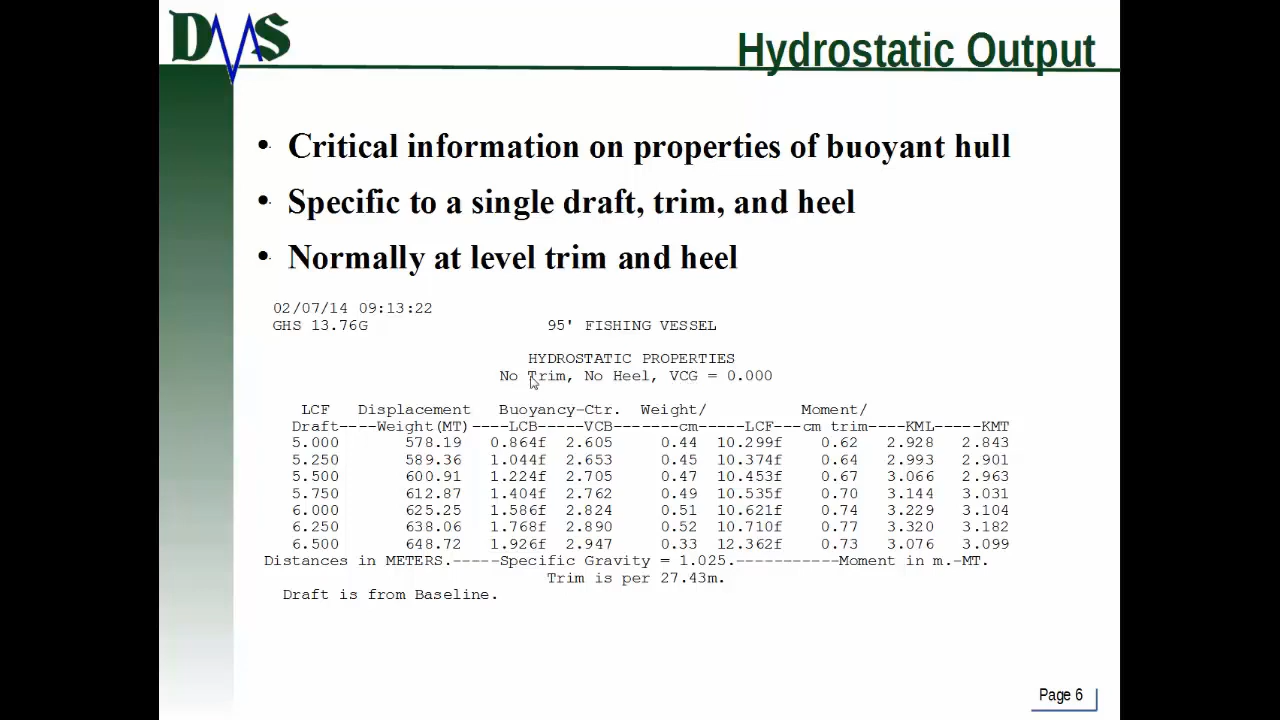 DMS
Hydrostatic Output
• Critical information on properties of buoyant hull
• Specific to a single draft, trim, and heel
• Normally at level trim and heel
02/07/14 09:13:22
GHS 13.76G 95' FISHING VESSEL
HYDROSTATIC PROPERTIES
No Trim, No Heel, VCG = 0.000
LCF Displacement Buoyancy-Ctr. Weight/ Moment/
Draft----Weight(MT)----LCB-----VCB-------cm-----LCF---cm trim----KML-----KMT
5.000 578.19 0.864f 2.605 0.44 10.299f 0.62 2.928 2.843
5.250 589.36 1.044f 2.653 0.45 10.374f 0.64 2.993 2.901
5.500 600.91 1.224f 2.705 0.47 10.453f 0.67 3.066 2.963
5.750 612.87 1.404f 2.762 0.49 10.535f 0.70 3.144 3.031
6.000 625.25 1.586f 2.824 0.51 10.621f 0.74 3.229 3.104
6.250 638.06 1.768f 2.890 0.52 10.710f 0.77 3.320 3.182
6.500 648.72 1.926f 2.947 0.33 12.362f 0.73 3.076 3.099
Distances in METERS.-----Specific Gravity = 1.025.-----------Moment in m.-MT.
Trim is per 27.43m.
Draft is from Baseline.
Page 6